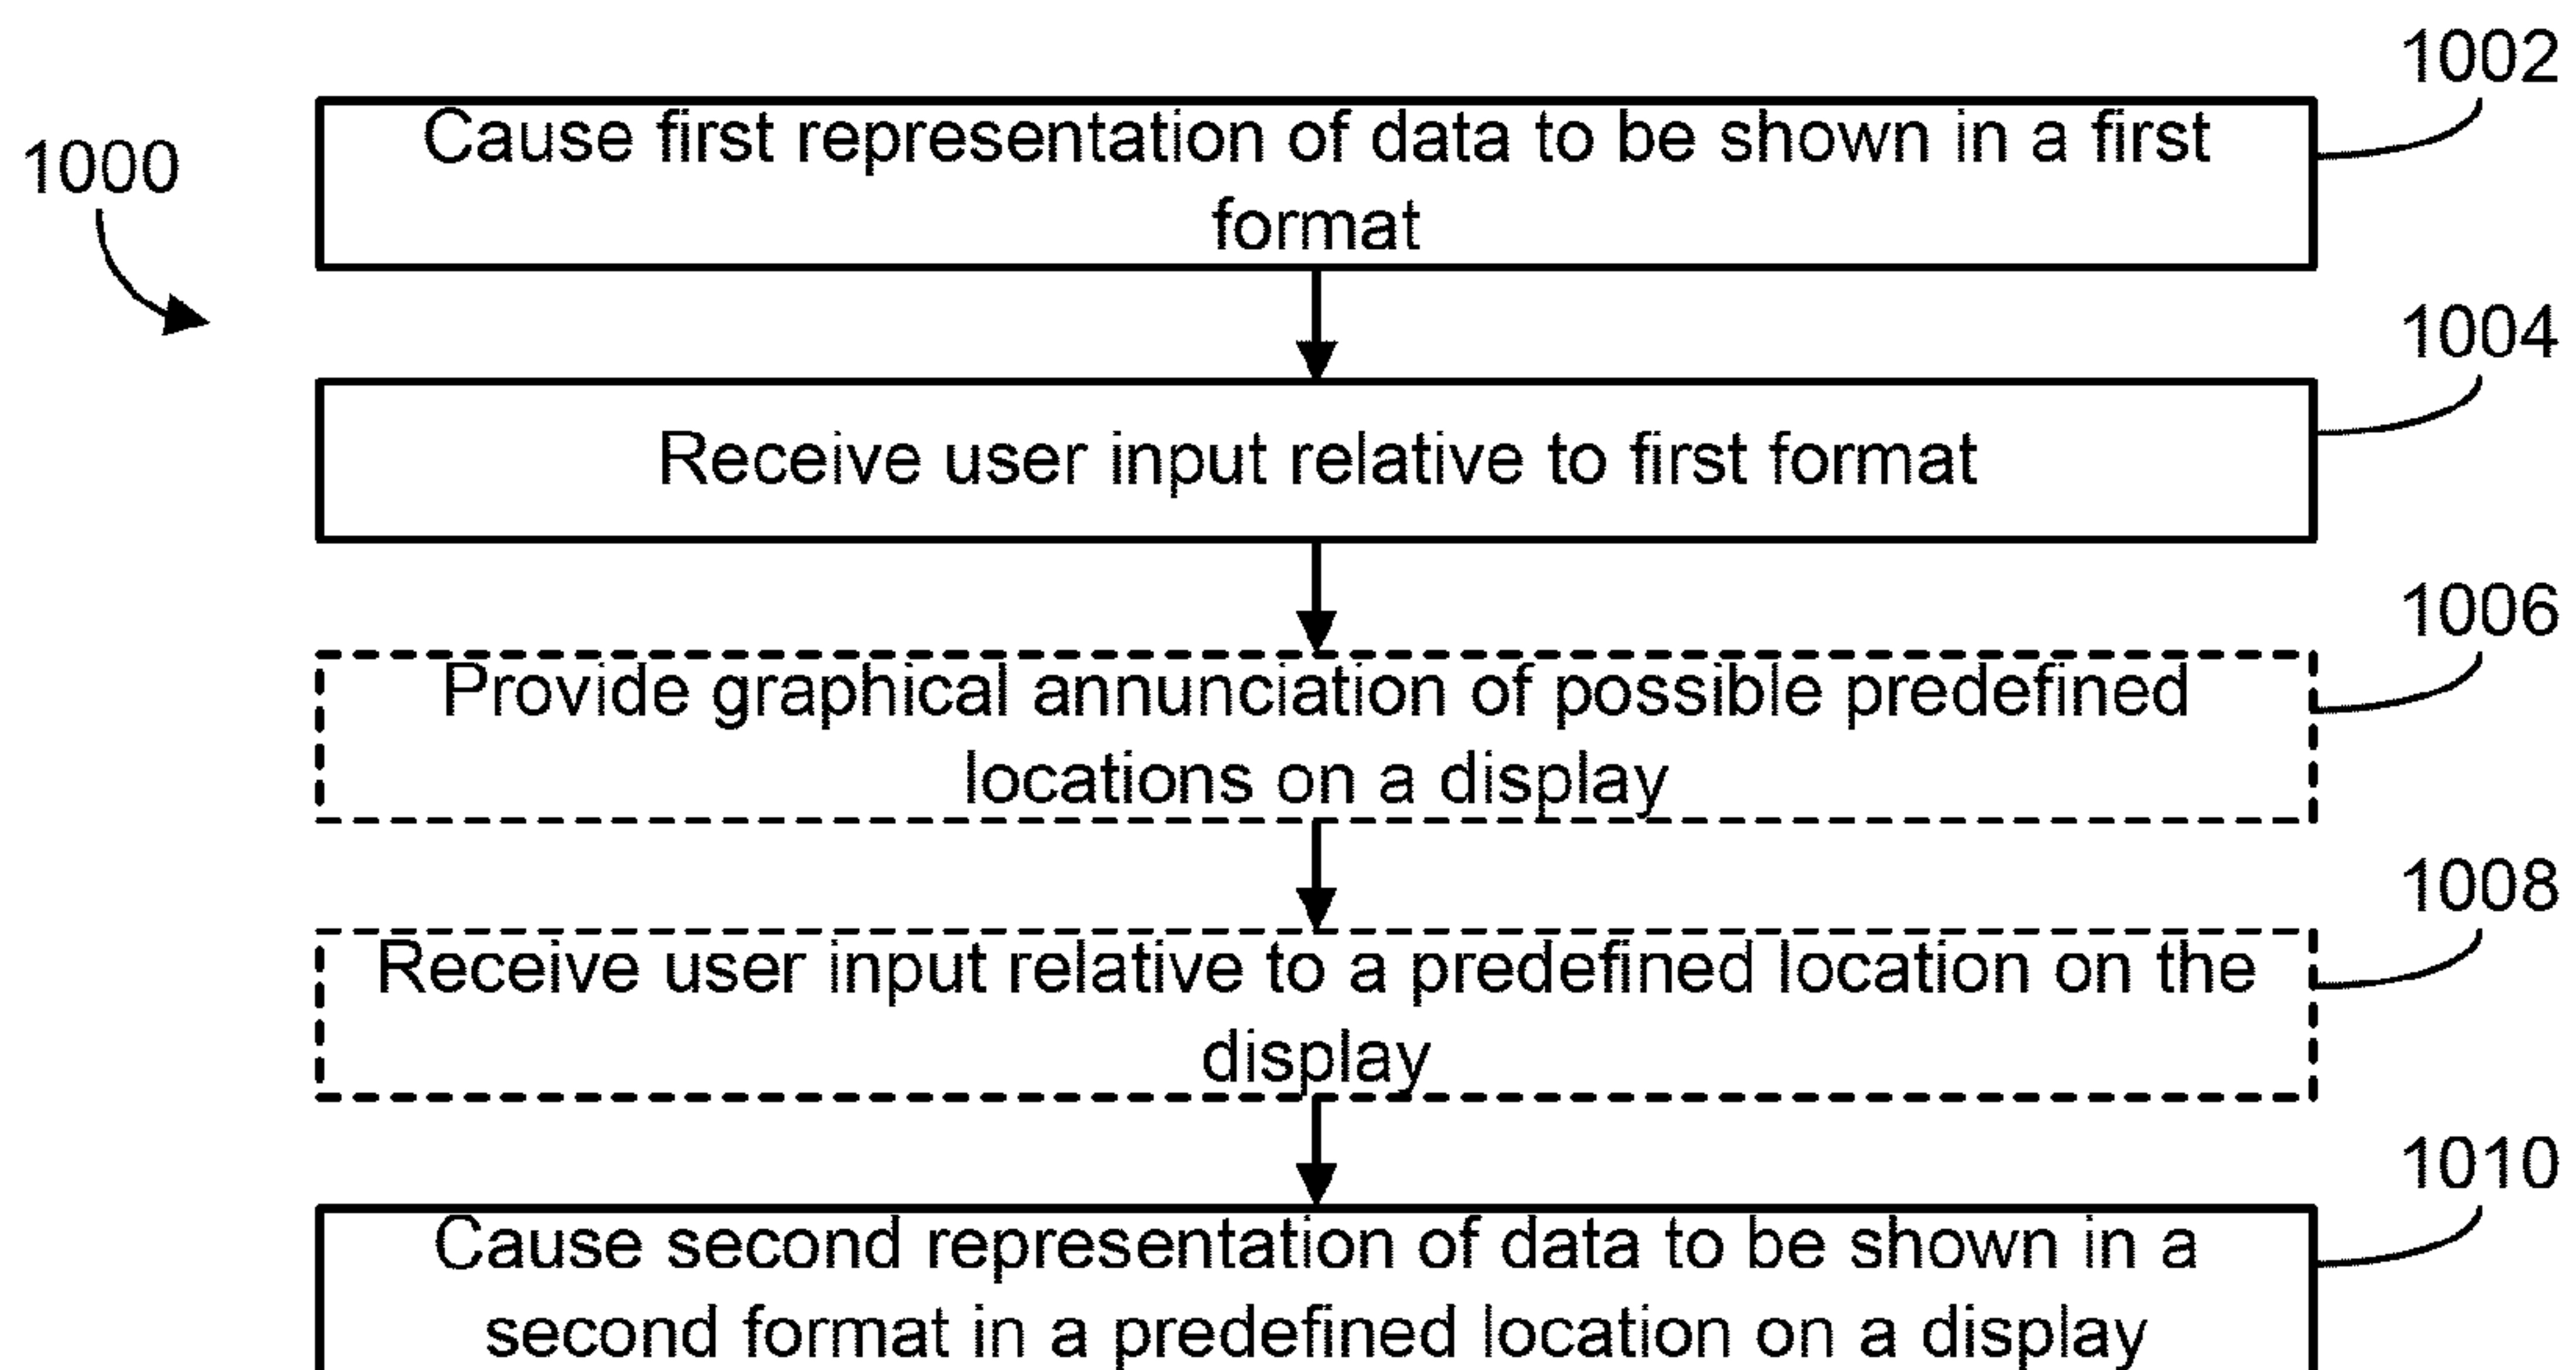 1002
Cause first representation of data to be shown in a first
format
1000
1004
Receive user input relative to first format
1006
Provide graphical annunciation of possible predefined
locations on a display
1008
Receive user input relative to a predefined location on the
display
1010
Cause second representation of data to be shown in a
second format in a predefined location on a display